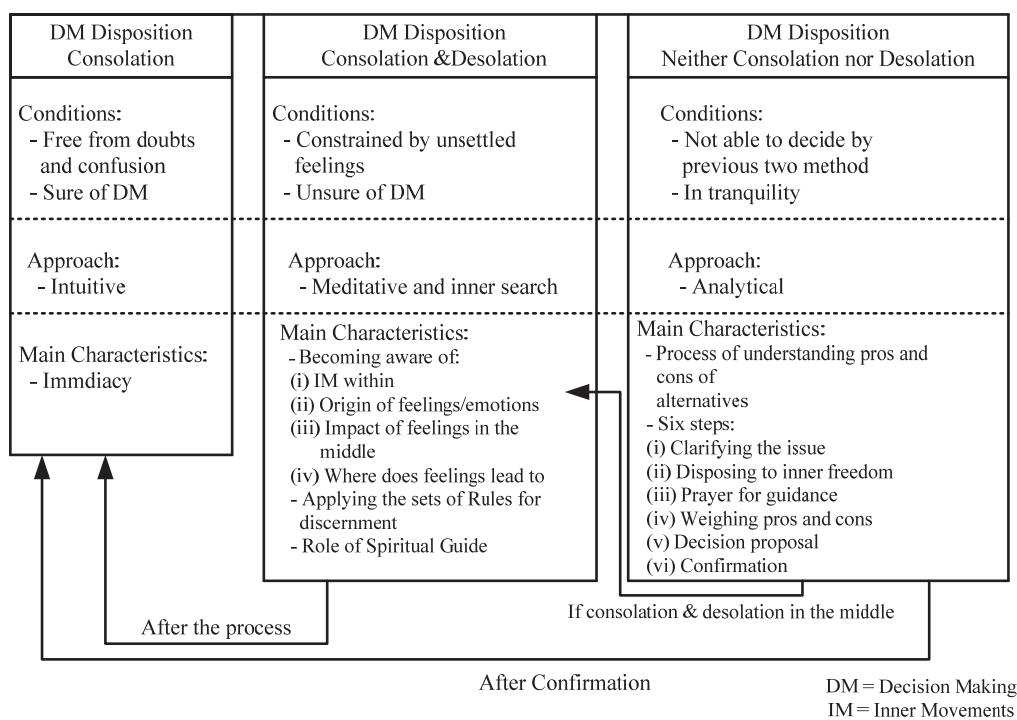 DM Disposition
Consolation
Conditions:
- Free from doubts
and confusion
- Sure of DM
Approach:
- Intuitive
Main Characteristics:
- Immdiacy
DM Disposition
Consolation &Desolation
Conditions:
- Constrained by unsettled
feelings
- Unsure of DM
Approach:
- Meditative and inner search
Main Characteristics:
- Becoming aware of:
(i) IM within
(ii) Origin of feelings/emotions
(iii) Impact of feelings in the
middle
(iv) Where does feelings lead to
- Applying the sets of Rules for
discernment
- Role of Spiritual Guide
DM Disposition
Neither Consolation nor Desolation
Conditions:
- Not able to decide by
previous two method
- In tranquility
Approach:
- Analytical
Main Characteristics:
- Process of understanding pros and
cons of
alternatives
- Six steps:
(i) Clarifying the issue
(ii) Disposing to inner freedom
(iii) Prayer for guidance
(iv) Weighing pros and cons
(v) Decision proposal
(vi) Confirmation
If consolation & desolation in the middle
After the process
After Confirmation
DM = Decision Making
IM = Inner Movements